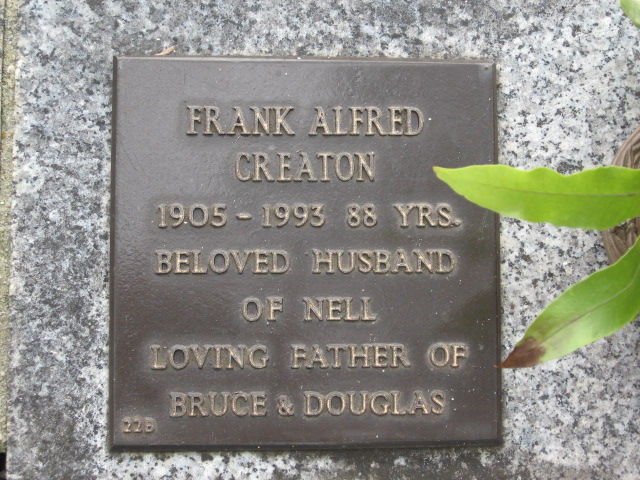 FRANK ALFRED
CREATON
1905 - 1993 88 YRS.
BELOVED HUSBAND
OF NELL
LOVING FATHER OF
BRUCE & DOUGLAS
22B